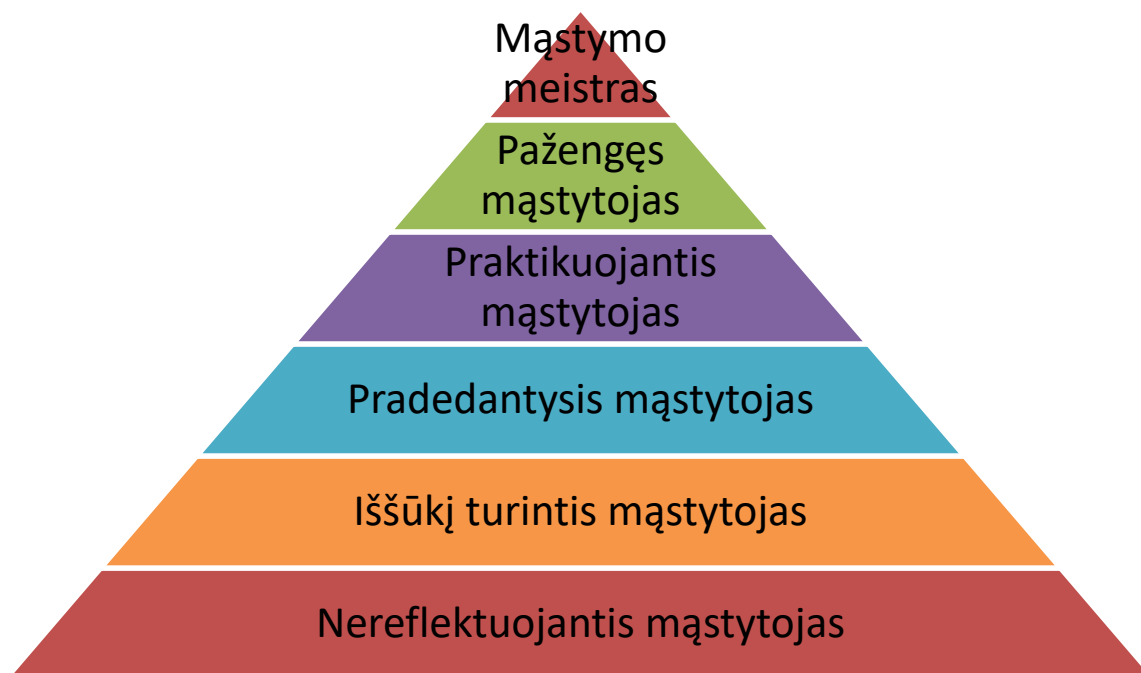 Mąstymo
meistras
Pažengęs
mąstytojas
Praktikuojantis
mąstytojas
Pradedantysis mąstytojas
Iššūkį turintis mąstytojas
Nereflektuojantis mąstytojas